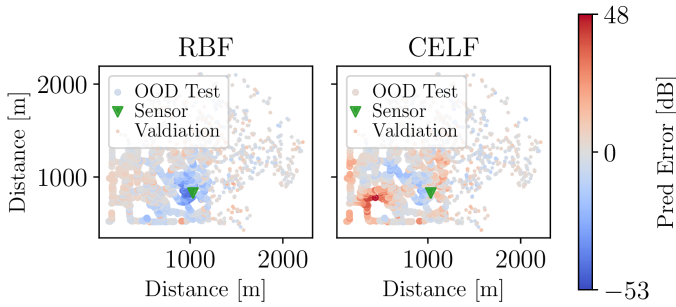 RBF
CELF
48
2000
1000
Distance [m]
OOD Test
Sensor
Valdiation
OOD Test
Sensor
Valdiation
0
Pred Error [dB]
1000
2000
1000
2000
Distance [m]
Distance [m]
−53